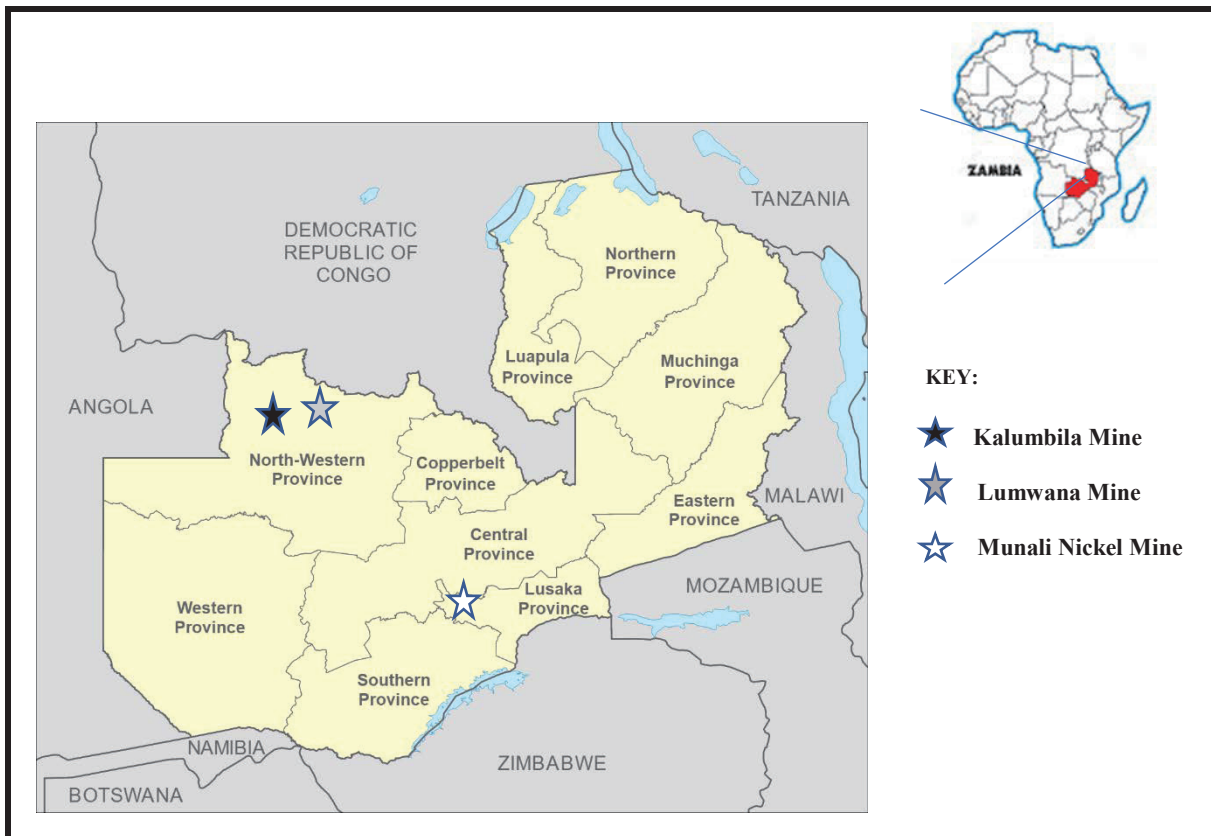 ZAMBIA
TANZANIA
DEMOCRATIC
REPUBLIC OF
CONGO
Northern
Province
Luapula
Province
Muchinga
Province
ANGOLA
North-Western
Province
Copperbelt
Province
Eastern
Province
MALAWI
Central
Province
MOZAMBIQUE
Lusaka
Province
Western
Province
Southern
Province
NAMIBIA
ZIMBABWE
BOTSWANA
KEY:
Kalumbila Mine
Lumwana Mine
Munali Nickel Mine